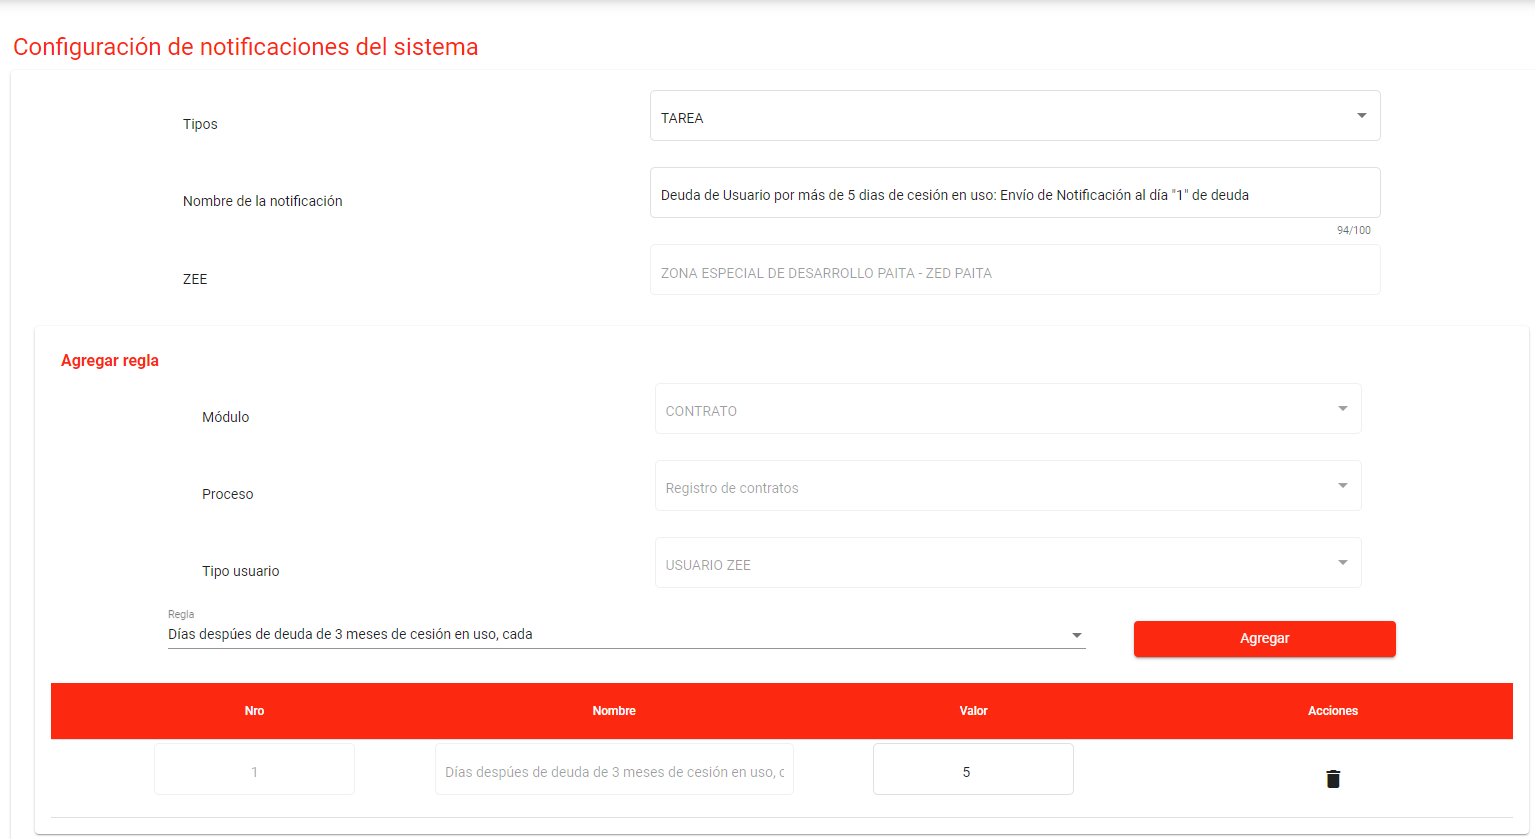 Configuración de notificaciones del sistema
Tipos
TAREA
Nombre de la notificación
Deuda de Usuario por más de 5 dias de cesión en uso: Envío de Notificación al día "1" de deuda
94/100
ZEE
ZONA ESPECIAL DE DESARROLLO PAITA - ZED PAITA
Agregar regla
Módulo
CONTRATO
Proceso
Registro de contratos
Tipo usuario
USUARIO ZEE
Regla
Días despúes de deuda de 3 meses de cesión en uso, cada
Agregar
Nro Nombre Valor Acciones
1 Días despúes de deuda de 3 meses de cesión en uso, c 5